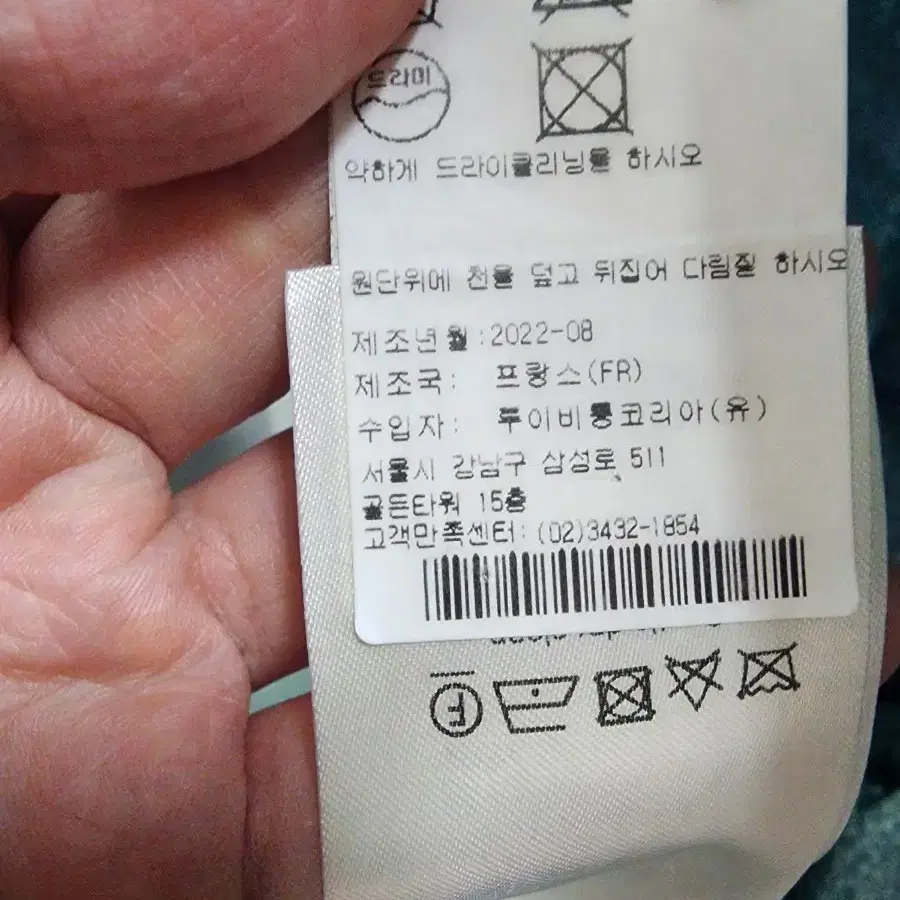 드라이
약하게 드라이클리닝을 하시오
원단위에 천을 덮고 뒤집어 다림질 하시오
제조년월:2022-08
제조국: 프랑스(FR)
수입자: 루이비통코리아(유)
서울시 강남구 삼성로 511
골든타워 15층
고객만족센터: (02)3432-1854
dry clean
F